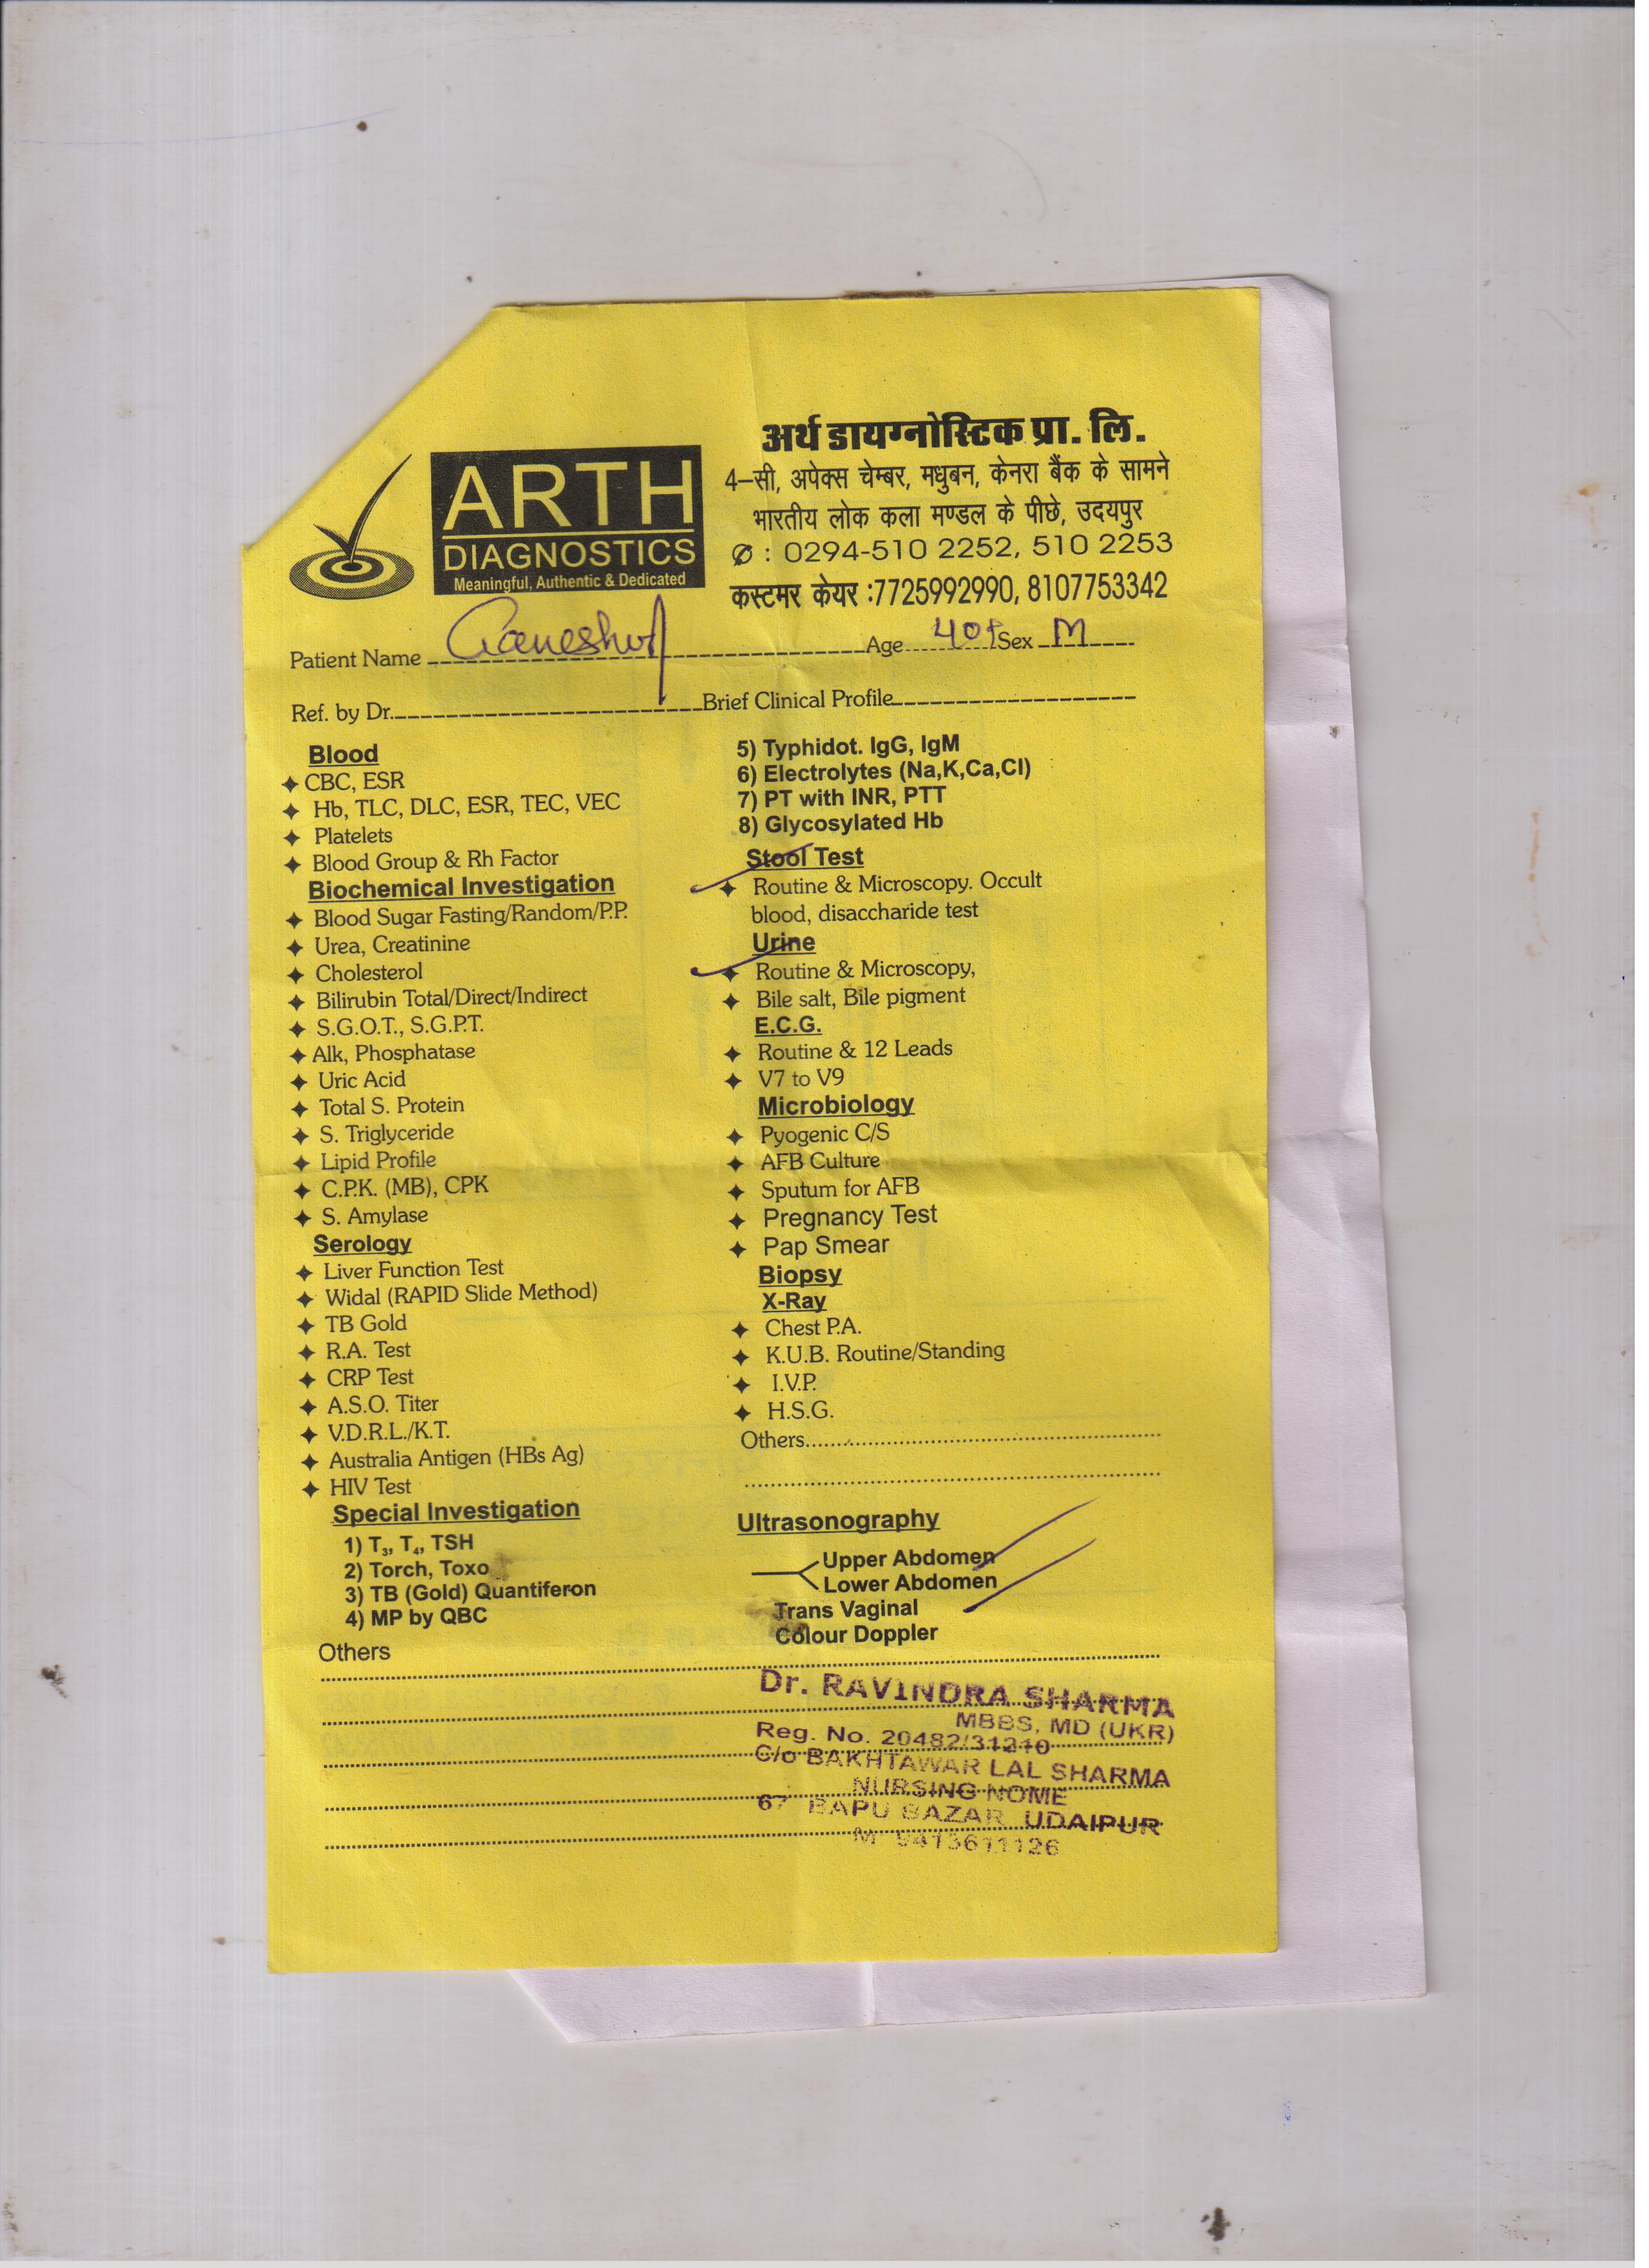 अर्थ डायग्नोस्टिक प्रा. लि.
4–सी, अपेक्स चेम्बर, मधुबन, केनरा बैंक के सामने
भारतीय लोक कला मण्डल के पीछे, उदयपुर
: 0294-510 2252, 510 2253
कस्टमर केयर :7725992990, 8107753342
ARTH
DIAGNOSTICS
Meaningful, Authentic & Dedicated
Patient Name Age Sex M
Ref. by Dr. Brief Clinical Profile
Blood
CBC, ESR
Hb, TLC, DLC, ESR, TEC, VEC
Platelets
Blood Group & Rh Factor
Biochemical Investigation
Blood Sugar Fasting/Random/P.P.
Urea, Creatinine
Cholesterol
Bilirubin Total/Direct/Indirect
S.G.O.T., S.G.P.T.
Alk, Phosphatase
Uric Acid
Total S. Protein
S. Triglyceride
Lipid Profile
C.P.K. (MB), CPK
S. Amylase
Serology
Liver Function Test
Widal (RAPID Slide Method)
TB Gold
R.A. Test
CRP Test
A.S.O. Titer
V.D.R.L./K.T.
Australia Antigen (HBs Ag)
HIV Test
Special Investigation
1) T3, T4, TSH
2) Torch, Toxo
3) TB (Gold) Quantiferon
4) MP by QBC
Others
5) Typhidot. IgG, IgM
6) Electrolytes (Na,K,Ca,Cl)
7) PT with INR, PTT
8) Glycosylated Hb
Stool Test
Routine & Microscopy. Occult
blood, disaccharide test
Urine
Routine & Microscopy,
Bile salt, Bile pigment
E.C.G.
Routine & 12 Leads
V7 to V9
Microbiology
Pyogenic C/S
AFB Culture
Sputum for AFB
Pregnancy Test
Pap Smear
Biopsy
X-Ray
Chest P.A.
K.U.B. Routine/Standing
I.V.P.
H.S.G.
Others
Ultrasonography
Upper Abdomen
Lower Abdomen
Trans Vaginal
Colour Doppler
Dr. RAVINDRA SHARMA
MBBS, MD (UKR)
Reg. No. 20482/31210
C/o BAKHTAWAR LAL SHARMA
NURSING NOME
67 BAPU BAZAR UDAIPUR
M 9413611126